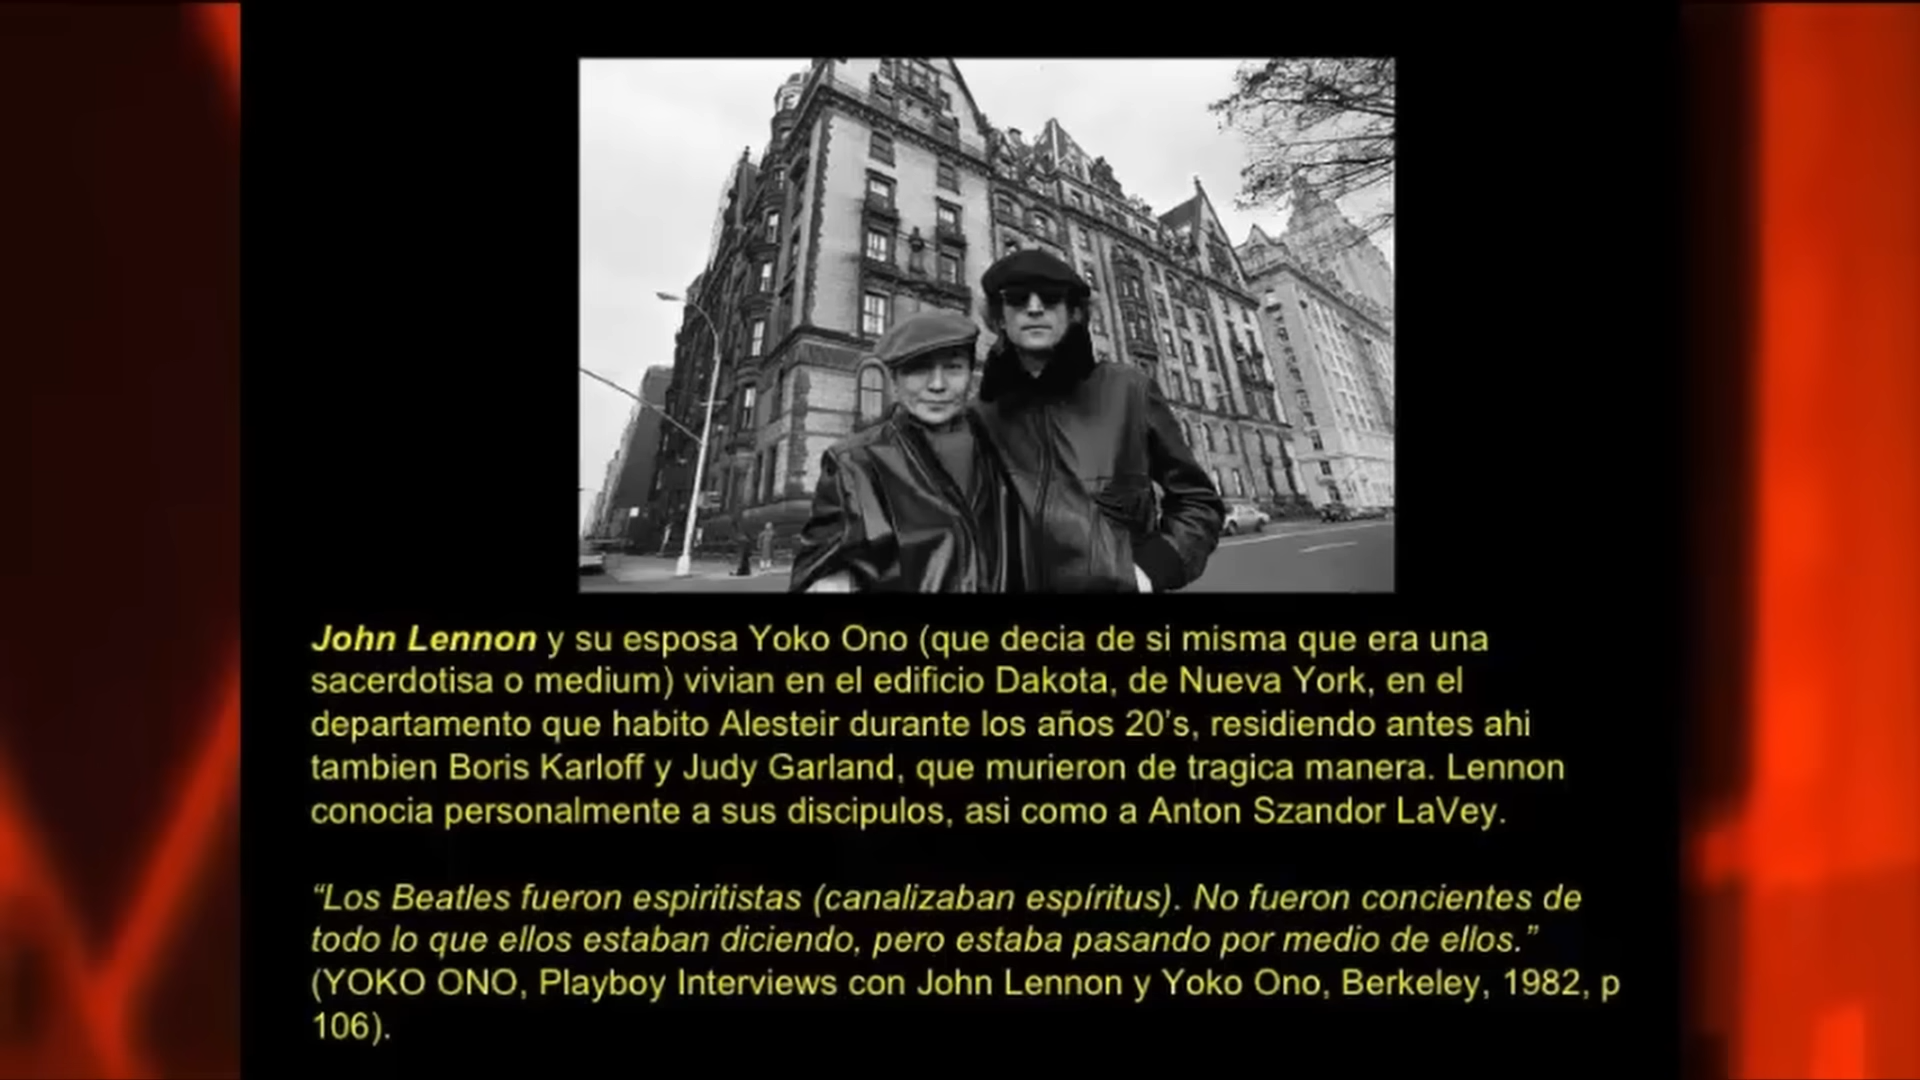 John Lennon y su esposa Yoko Ono (que decia de si misma que era una
sacerdotisa o medium) vivian en el edificio Dakota, de Nueva York, en el
departamento que habito Alesteir durante los años 20's, residiendo antes ahi
tambien Boris Karloff y Judy Garland, que murieron de tragica manera. Lennon
conocia personalmente a sus discipulos, asi como a Anton Szandor LaVey.
“Los Beatles fueron espiritistas (canalizaban espíritus). No fueron concientes de
todo lo que ellos estaban diciendo, pero estaba pasando por medio de ellos.”
(YOKO ONO, Playboy Interviews con John Lennon y Yoko Ono, Berkeley, 1982, p
106).